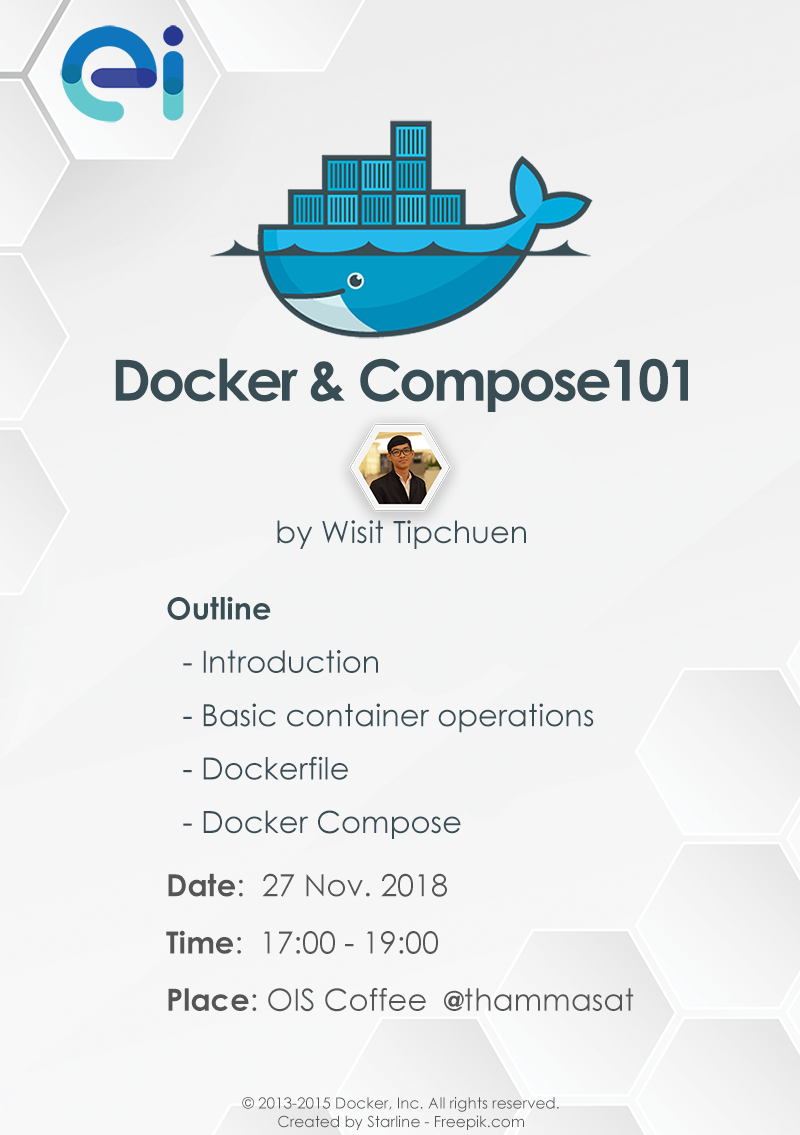 ei
Docker & Compose101
by Wisit Tipchuen
Outline
- Introduction
- Basic container operations
- Dockerfile
- Docker Compose
Date: 27 Nov. 2018
Time: 17:00 - 19:00
Place: OIS Coffee @thammasat
© 2013-2015 Docker, Inc. All rights reserved.
Created by Starline - Freepik.com